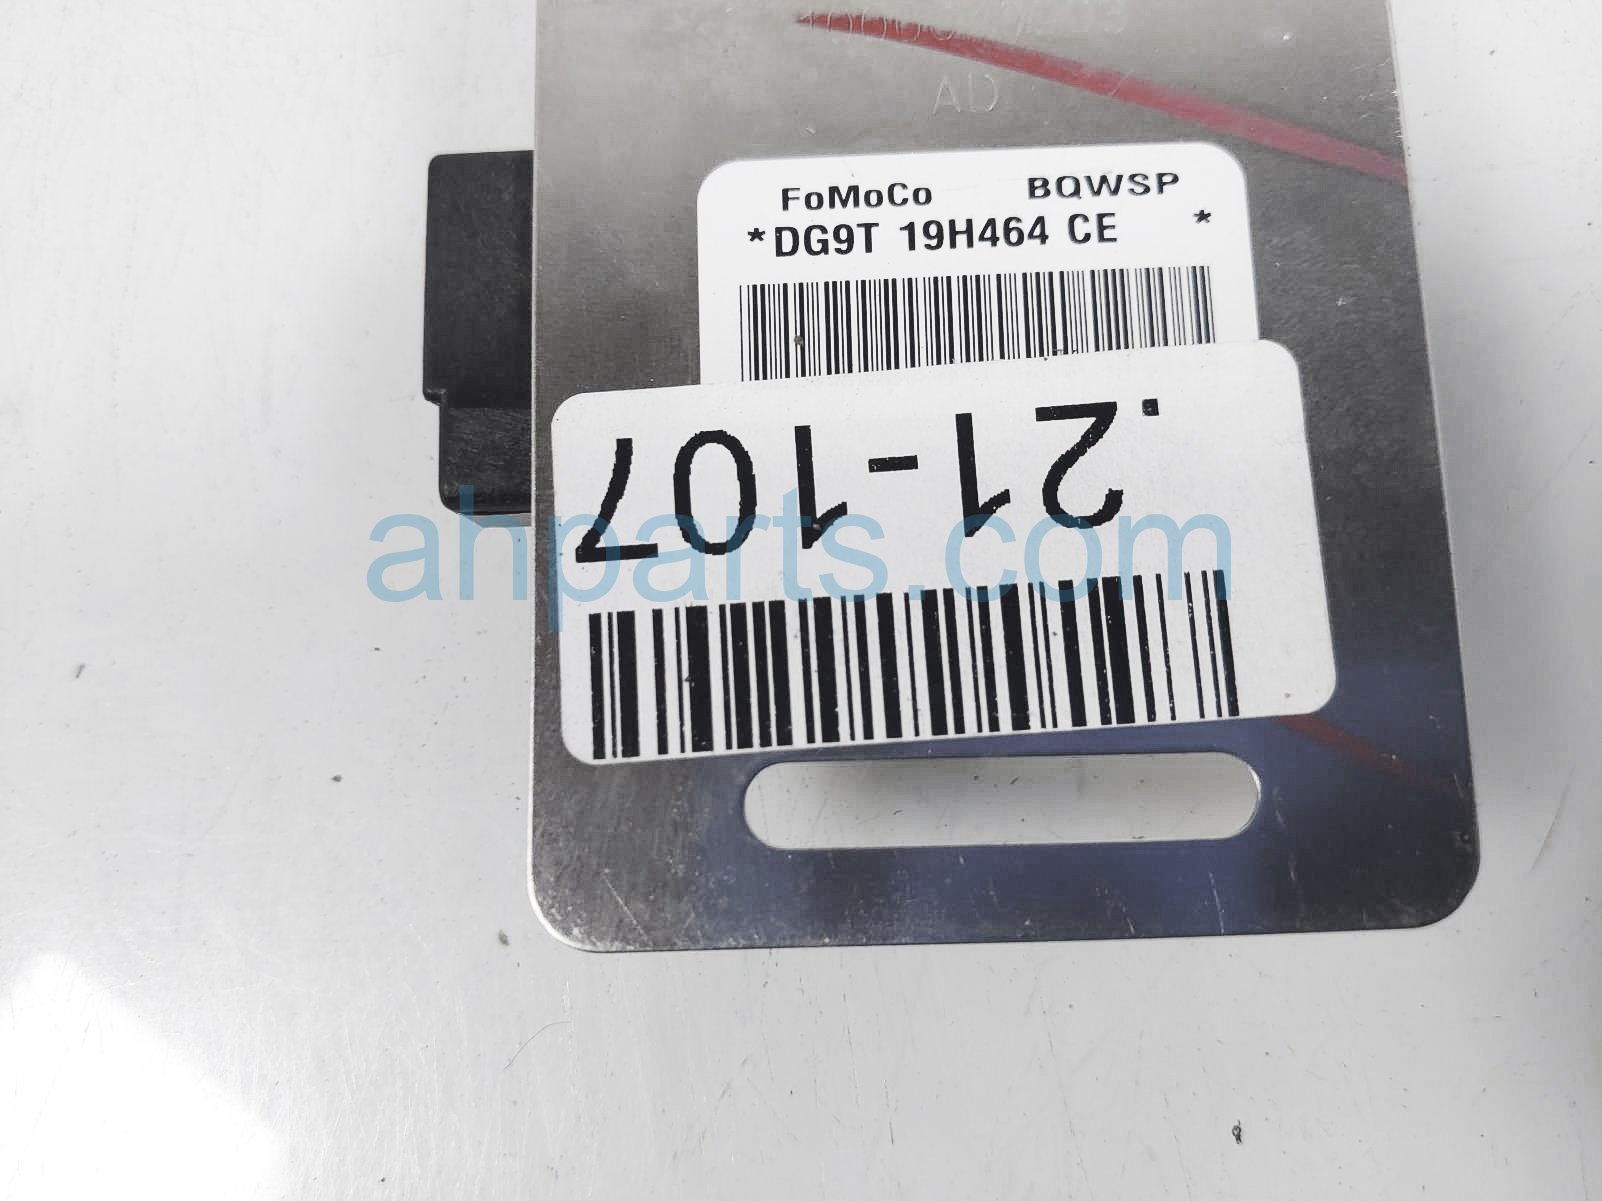 AD
FoMoCo BQWSP
*DG9T 19H464 CE *
.21-107
ahparts.com